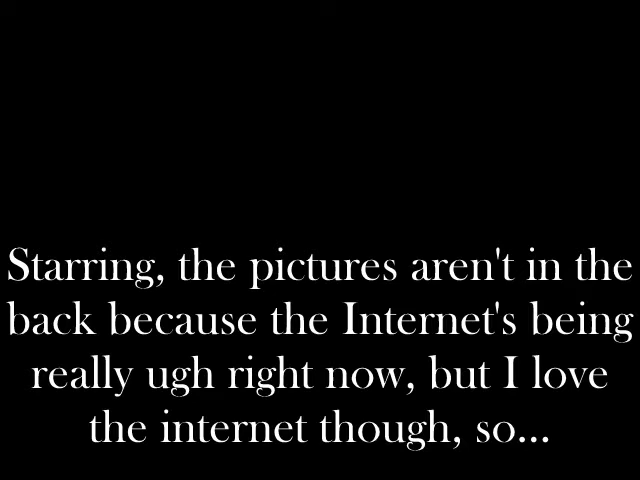 Starring, the pictures aren't in the
back because the Internet's being
really ugh right now, but I love
the internet though, so...